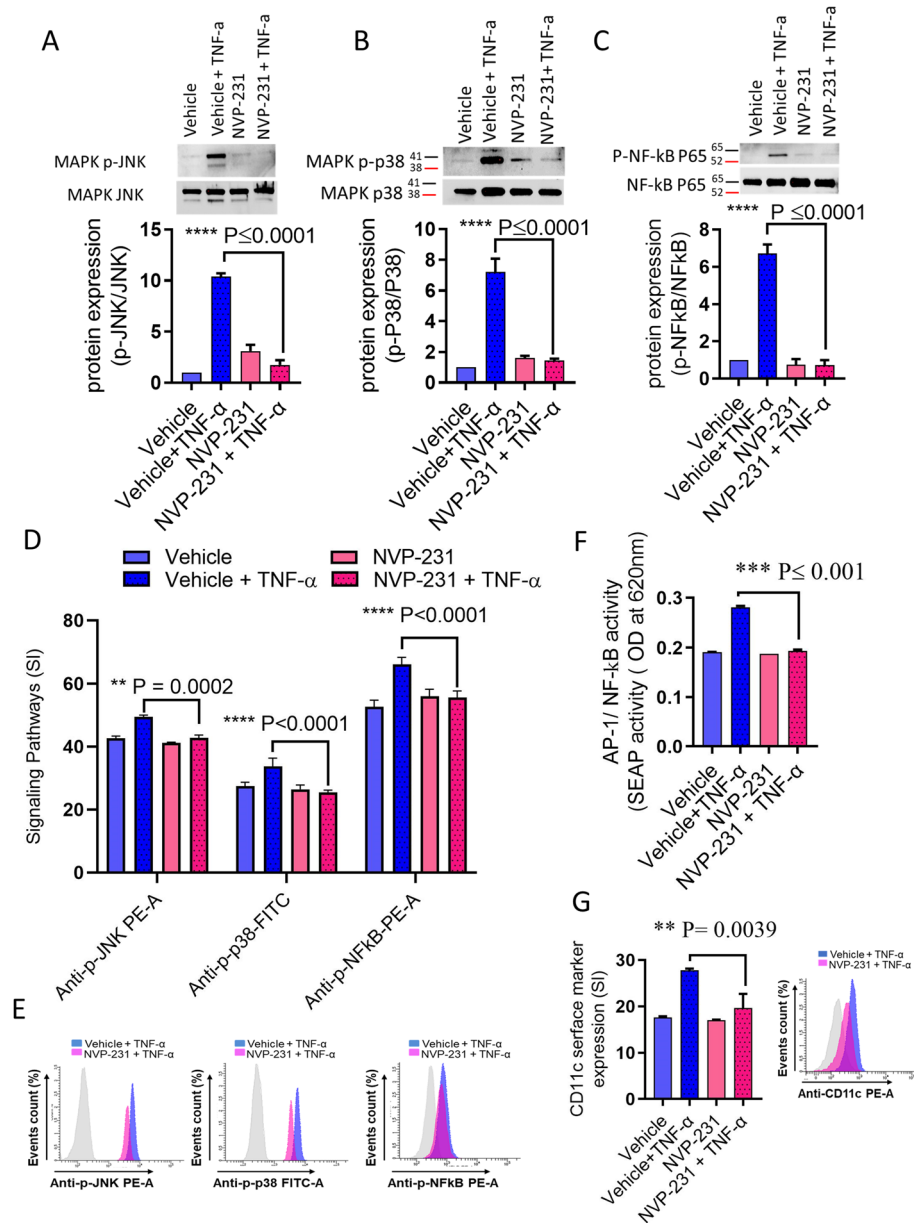 A
Vehicle
Vehicle + TNF-a
NVP-231
NVP-231 + TNF-a
MAPK p-JNK
MAPK JNK
protein expression
(p-JNK/JNK)
**** P≤0.0001
15
10
5
0
Vehicle
Vehicle+TNF-α
NVP-231
NVP-231 + TNF-α
B
Vehicle
Vehicle + TNF-a
NVP-231
NVP-231+ TNF-a
MAPK p-p38
41
38
MAPK p38
41
38
protein expression
(p-P38/P38)
**** P≤0.0001
10
8
6
4
2
0
Vehicle
Vehicle+TNF-α
NVP-231
NVP-231 + TNF-α
C
Vehicle
Vehicle + TNF-a
NVP-231
NVP-231 + TNF-a
P-NF-kB P65
65
52
NF-kB P65
65
52
protein expression
(p-NFkB/NFkB)
**** P ≤0.0001
8
6
4
2
0
Vehicle
Vehicle+TNF-α
NVP-231
NVP-231 + TNF-α
D
Vehicle
NVP-231
Vehicle + TNF-α
NVP-231 + TNF-α
Signaling Pathways (SI)
80
60
40
20
0
** P = 0.0002
**** P<0.0001
**** P<0.0001
Anti-p-JNK PE-A
Anti-p-p38-FITC
Anti-p-NFkB-PE-A
F
*** P≤ 0.001
AP-1/ NF-kB activity
(SEAP activity ( OD at 620nm)
0.3
0.2
0.1
0.0
Vehicle
Vehicle+TNF-α
NVP-231
NVP-231 + TNF-α
E
Vehicle + TNF-α
NVP-231 + TNF-α
Events count (%)
Anti-p-JNK PE-A
Vehicle + TNF-α
NVP-231 + TNF-α
Events count (%)
Anti-p-p38 FITC-A
Vehicle + TNF-α
NVP-231 + TNF-α
Events count (%)
Anti-p-NFkB PE-A
G
** P= 0.0039
CD11c serface marker
expression (SI)
30
20
10
0
Vehicle
Vehicle+TNF-α
NVP-231
NVP-231 + TNF-α
Vehicle + TNF-α
NVP-231 + TNF-α
Events count (%)
Anti-CD11c PE-A